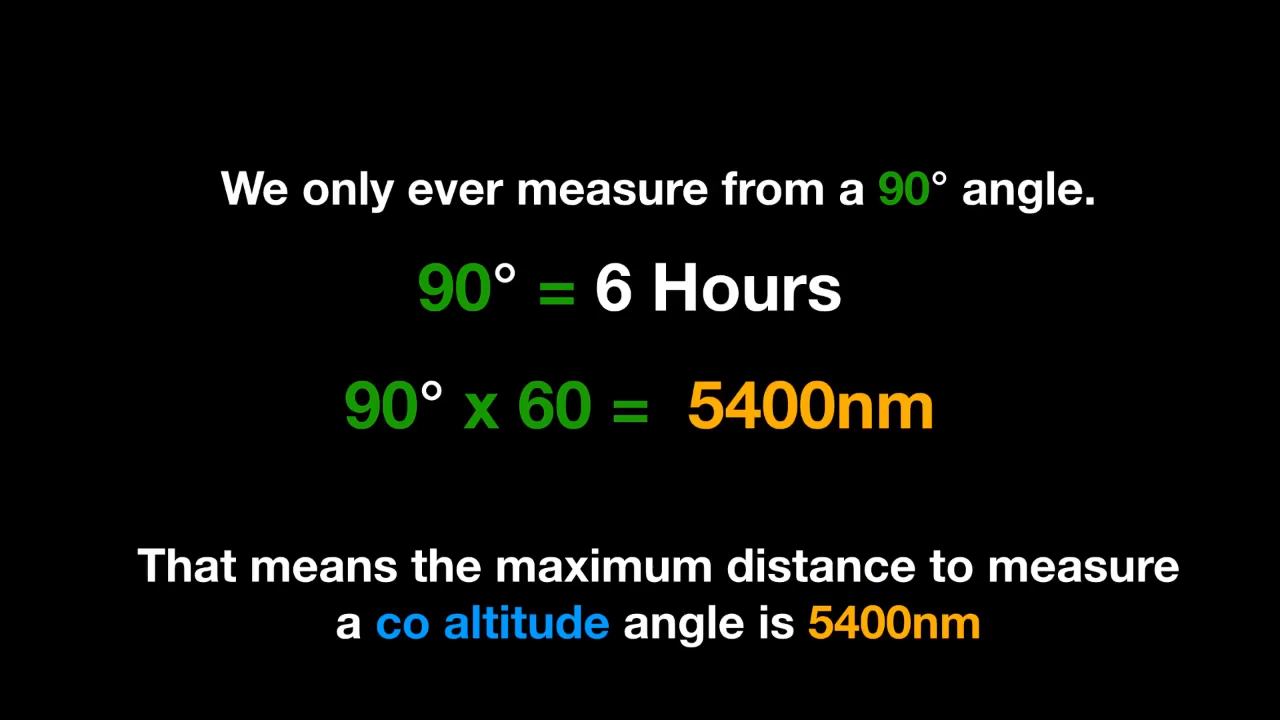 We only ever measure from a 90° angle.
90° = 6 Hours
90° x 60 = 5400nm
That means the maximum distance to measure
a co altitude angle is 5400nm